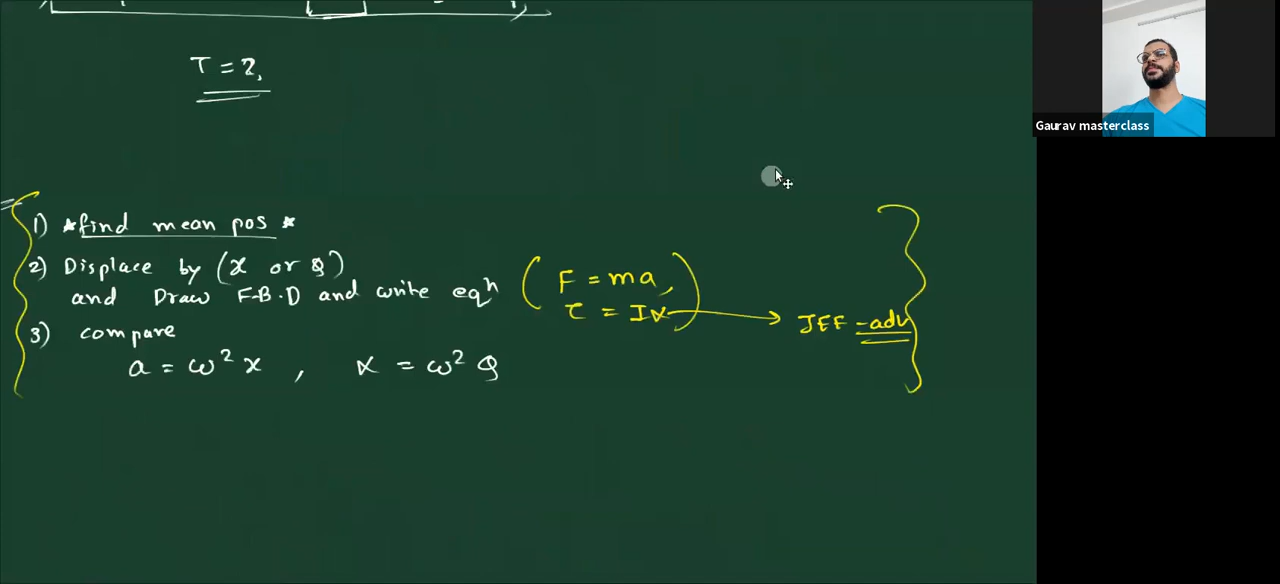 T = ?,
Gaurav masterclass
1) *find mean pos*
2) Displace by (x or θ)
and Draw F.B.D and write eqⁿ (F = ma, τ = Iα) → JEE-adv
3) compare
a = ω² x , α = ω² θ